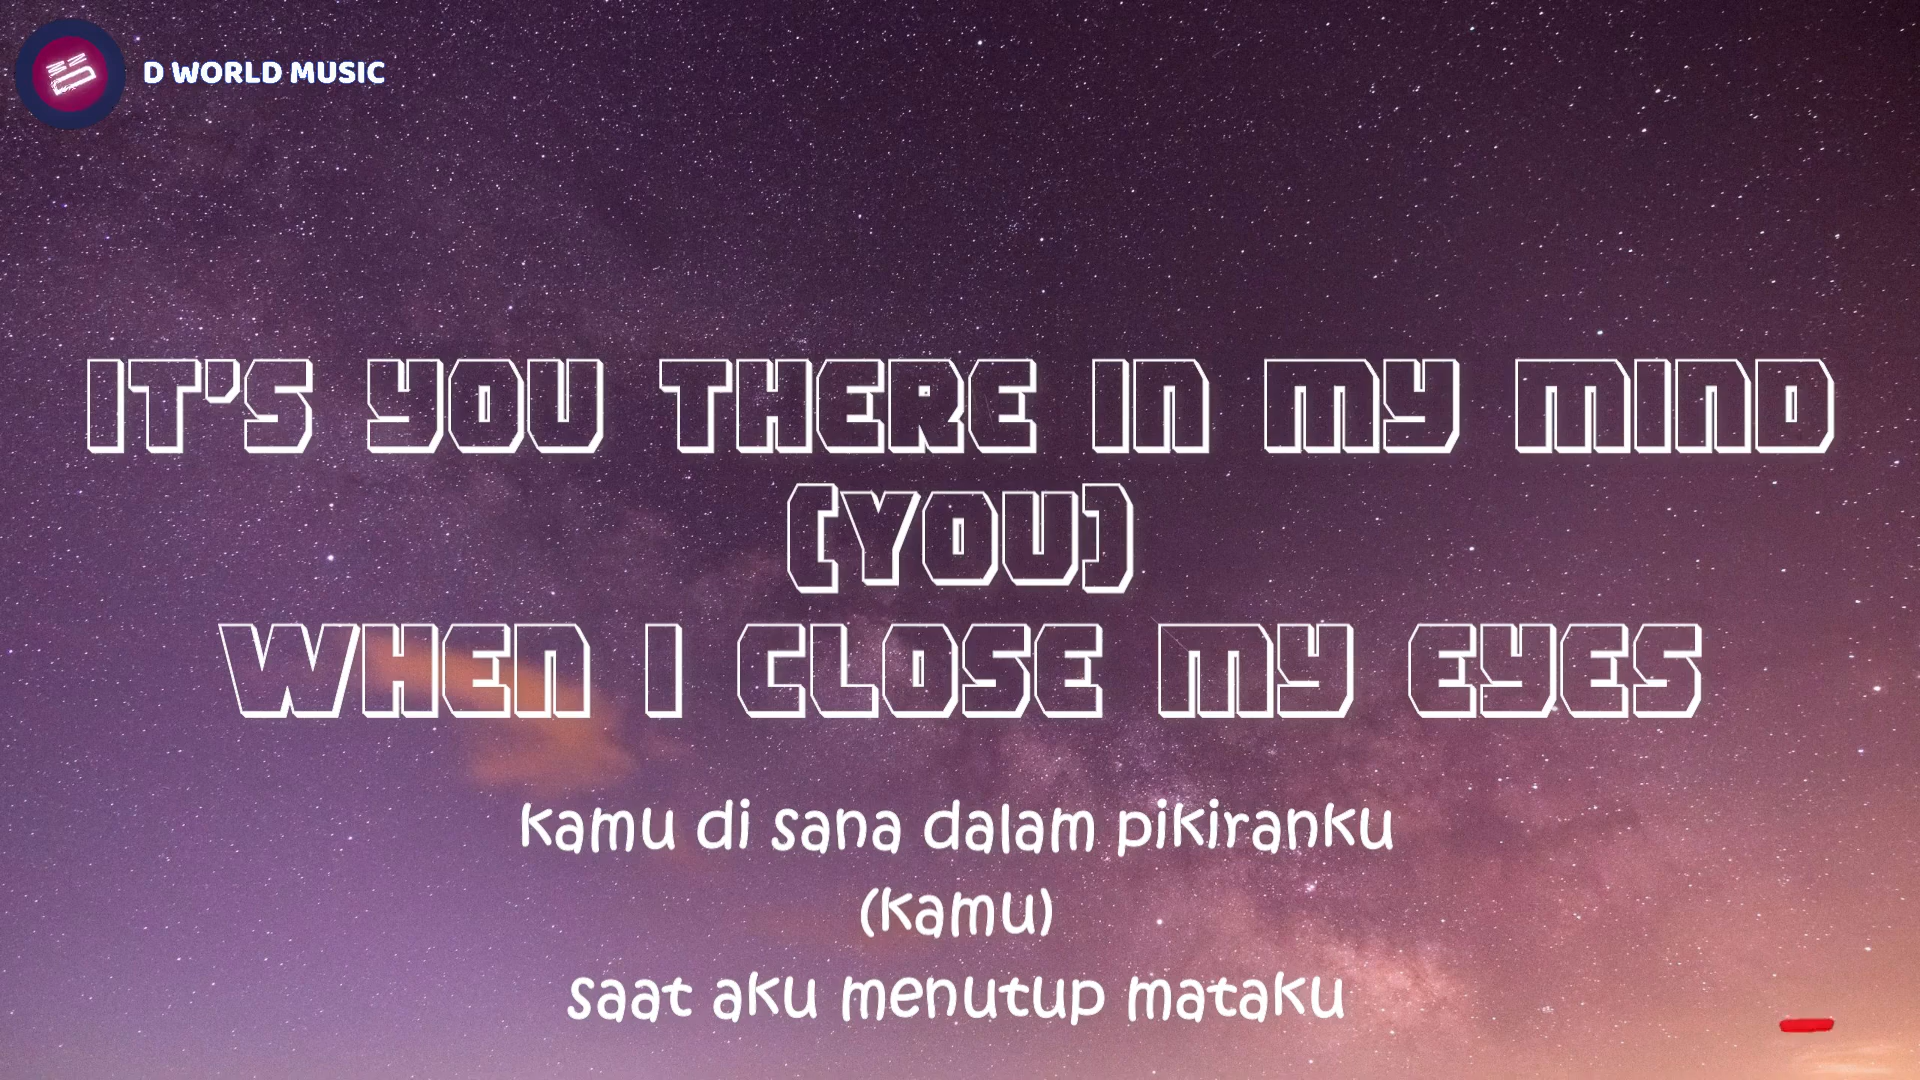 D WORLD MUSIC
IT'S YOU THERE IN MY MIND
(YOU)
WHEN I CLOSE MY EYES
kamu di sana dalam pikiranku
(kamu)
saat aku menutup mataku